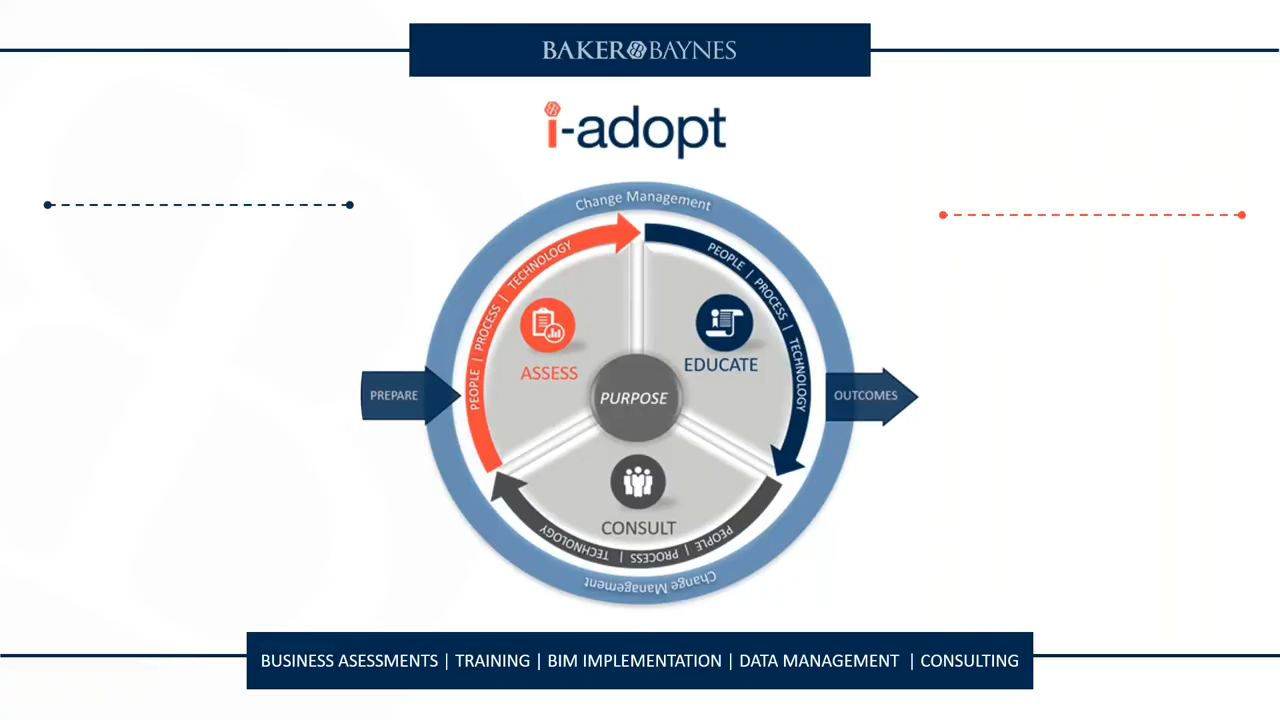 BAKER BAYNES
i-adopt
Change Management
PEOPLE | PROCESS | TECHNOLOGY
PEOPLE | PROCESS | TECHNOLOGY
ASSESS
EDUCATE
PREPARE
PURPOSE
OUTCOMES
CONSULT
PEOPLE | PROCESS | TECHNOLOGY
Change Management
BUSINESS ASESSMENTS | TRAINING | BIM IMPLEMENTATION | DATA MANAGEMENT | CONSULTING